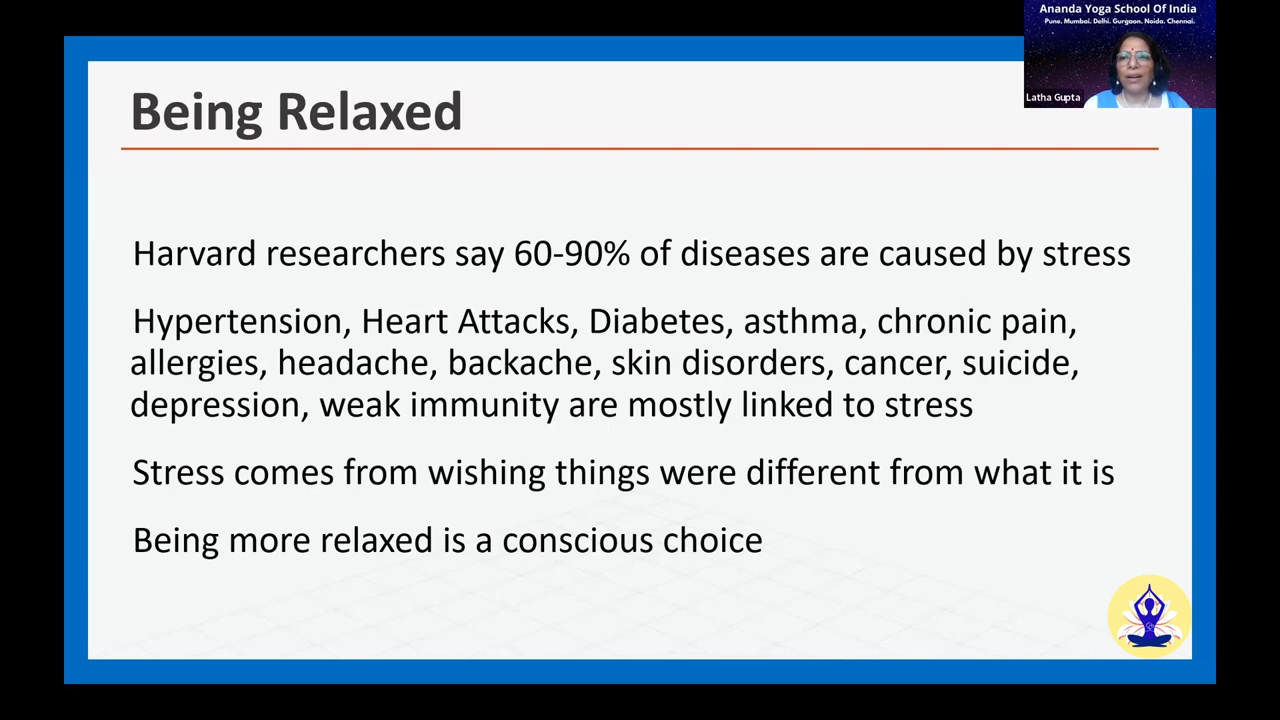 Ananda Yoga School Of India
Pune. Mumbai. Delhi. Gurgaon. Noida. Chennai.
Latha Gupta
Being Relaxed
Harvard researchers say 60-90% of diseases are caused by stress
Hypertension, Heart Attacks, Diabetes, asthma, chronic pain,
allergies, headache, backache, skin disorders, cancer, suicide,
depression, weak immunity are mostly linked to stress
Stress comes from wishing things were different from what it is
Being more relaxed is a conscious choice